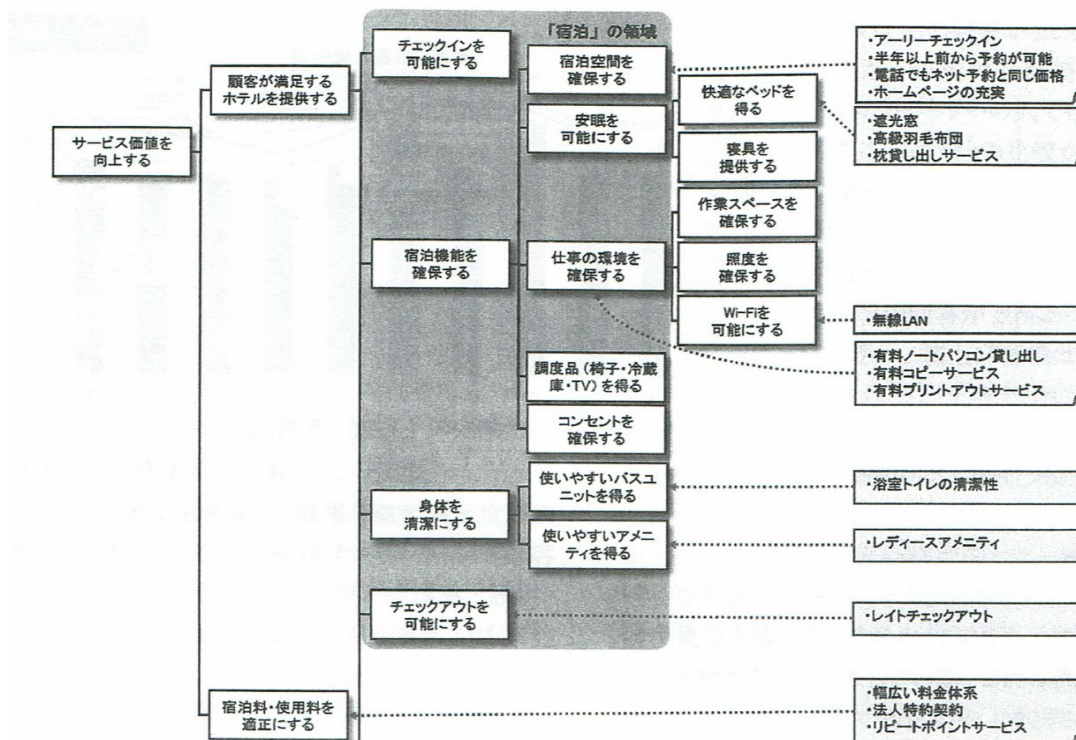 「宿泊」の領域
サービス価値を
向上する
顧客が満足する
ホテルを提供する
宿泊料・使用料を
適正にする
チェックインを
可能にする
宿泊機能を
確保する
身体を
清潔にする
チェックアウトを
可能にする
宿泊空間を
確保する
安眠を
可能にする
仕事の環境を
確保する
調度品（椅子・冷蔵
庫・TV）を得る
コンセントを
確保する
使いやすいバスユ
ニットを得る
使いやすいアメニ
ティを得る
快適なベッドを
得る
寝具を
提供する
作業スペースを
確保する
照度を
確保する
Wi-Fiを
可能にする
・アーリーチェックイン
・半年以上前から予約が可能
・電話でもネット予約と同じ価格
・ホームページの充実
・遮光窓
・高級羽毛布団
・枕貸し出しサービス
・無線LAN
・有料ノートパソコン貸し出し
・有料コピーサービス
・有料プリントアウトサービス
・浴室トイレの清潔性
・レディースアメニティ
・レイトチェックアウト
・幅広い料金体系
・法人特約契約
・リピートポイントサービス